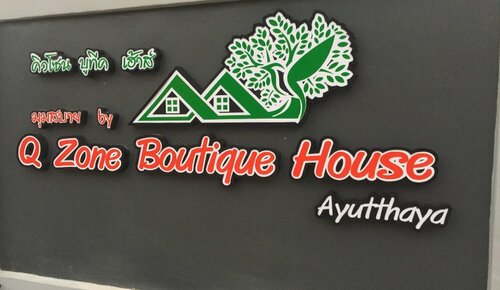 คิวโซน บูทีค เฮ้าส์
มุมสบาย by
Q Zone Boutique House
Ayutthaya